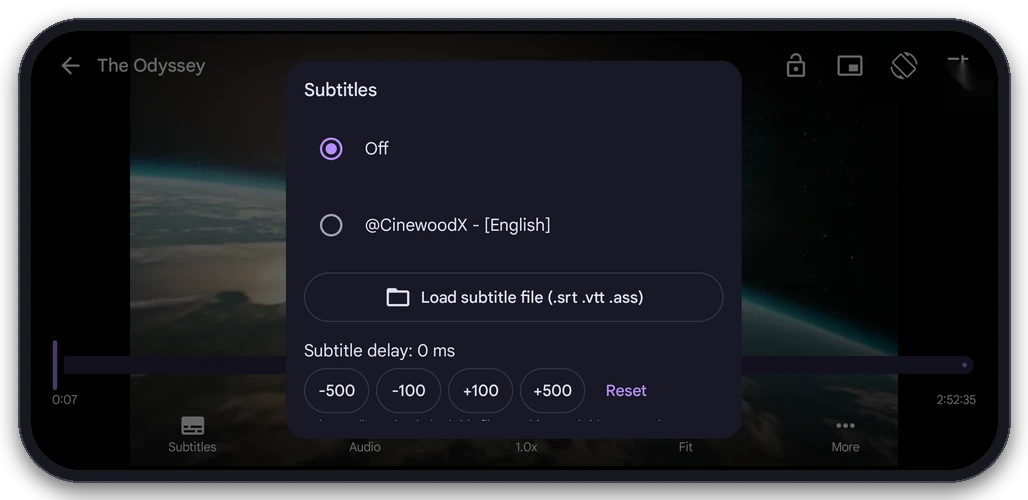 The Odyssey
Subtitles
Off
@CinewoodX - [English]
Load subtitle file (.srt .vtt .ass)
Subtitle delay: 0 ms
-500 -100 +100 +500 Reset
0:07 2:52:35
Subtitles Audio 1.0x Fit More